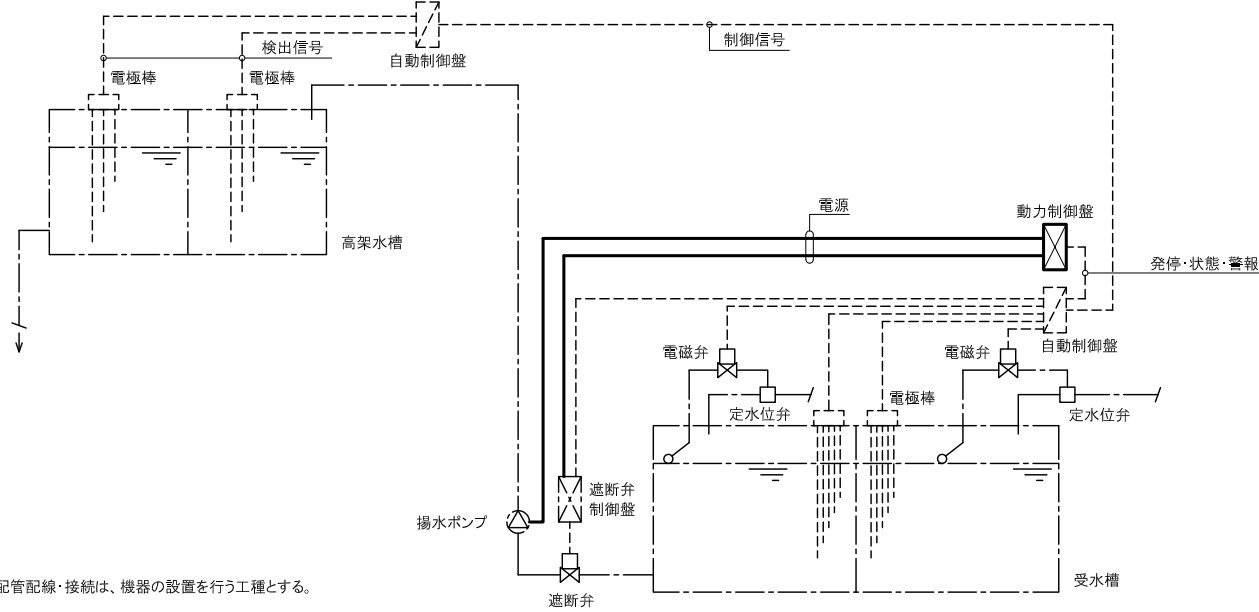 検出信号
制御信号
自動制御盤
電極棒
電極棒
電源
動力制御盤
高架水槽
発停・状態・警報
自動制御盤
電磁弁
電磁弁
電極棒
定水位弁
定水位弁
遮断弁
制御盤
揚水ポンプ
受水槽
配管配線・接続は、機器の設置を行う工種とする。
遮断弁